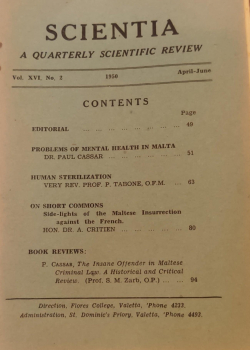 SCIENTIA
A QUARTERLY SCIENTIFIC REVIEW
Vol. XVI, No. 2 1950 April-June
CONTENTS
Page
EDITORIAL ... ... ... ... ... ... 49
PROBLEMS OF MENTAL HEALTH IN MALTA
DR. PAUL CASSAR ... ... ... ... 51
HUMAN STERILIZATION
VERY REV. PROF. P. TABONE, O.F.M. ... 63
ON SHORT COMMONS
Side-lights of the Maltese Insurrection
against the French.
HON. DR. A. CRITIEN ... ... ... 80
BOOK REVIEWS:
P. CASSAR, The Insane Offender in Maltese
Criminal Law: A Historical and Critical
Review. (Prof. S. M. Zarb, O.P.) ... ... 94
Direction, Flores College, Valetta, 'Phone 4222.
Administration, St. Dominic's Priory, Valetta, 'Phone 4492.